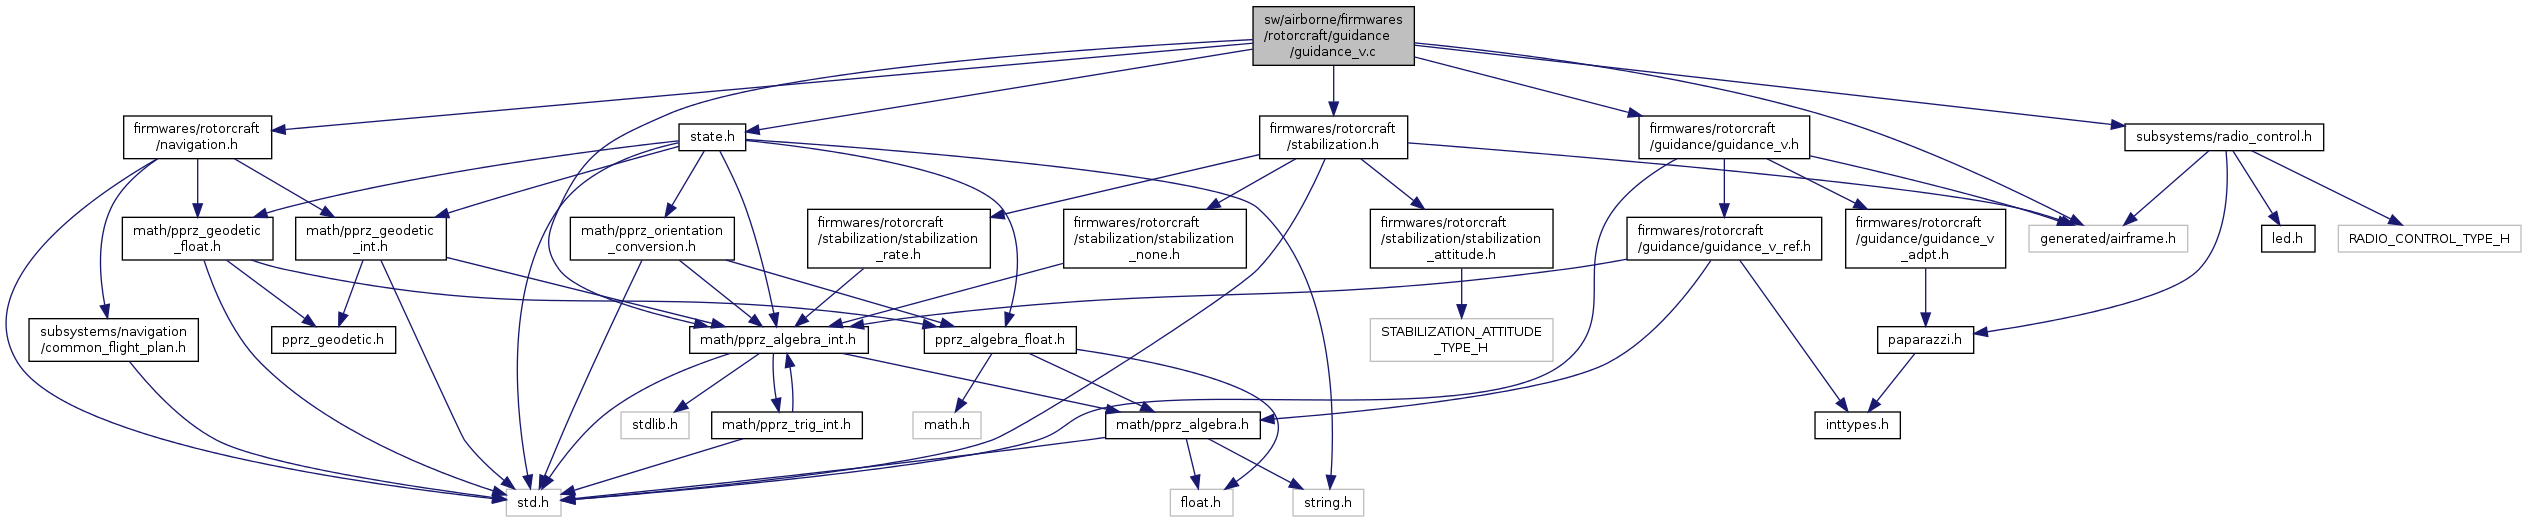 sw/airborne/firmwares
/rotorcraft/guidance
/guidance_v.c
firmwares/rotorcraft
/navigation.h
state.h
firmwares/rotorcraft
/stabilization.h
firmwares/rotorcraft
/guidance/guidance_v.h
subsystems/radio_control.h
math/pprz_geodetic
_float.h
math/pprz_geodetic
_int.h
math/pprz_orientation
_conversion.h
firmwares/rotorcraft
/stabilization/stabilization
_rate.h
firmwares/rotorcraft
/stabilization/stabilization
_none.h
firmwares/rotorcraft
/stabilization/stabilization
_attitude.h
firmwares/rotorcraft
/guidance/guidance_v_ref.h
firmwares/rotorcraft
/guidance/guidance_v
_adpt.h
generated/airframe.h
led.h
RADIO_CONTROL_TYPE_H
subsystems/navigation
/common_flight_plan.h
pprz_geodetic.h
math/pprz_algebra_int.h
pprz_algebra_float.h
STABILIZATION_ATTITUDE
_TYPE_H
paparazzi.h
stdlib.h
math/pprz_trig_int.h
math.h
math/pprz_algebra.h
inttypes.h
std.h
float.h
string.h